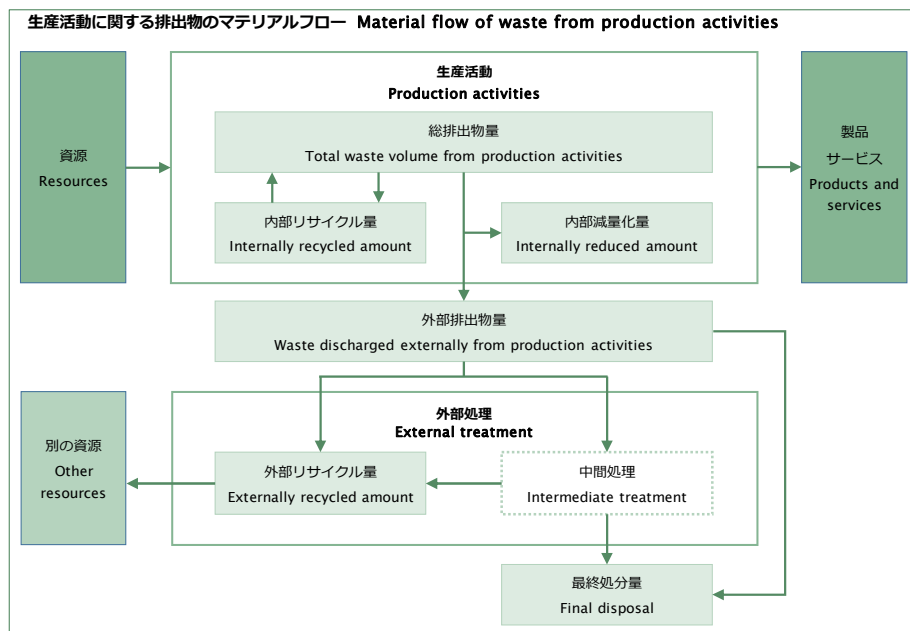 生産活動に関する排出物のマテリアルフロー Material flow of waste from production activities
資源
Resources
生産活動
Production activities
総排出物量
Total waste volume from production activities
内部リサイクル量
Internally recycled amount
内部減量化量
Internally reduced amount
製品
サービス
Products and
services
外部排出物量
Waste discharged externally from production activities
別の資源
Other
resources
外部処理
External treatment
外部リサイクル量
Externally recycled amount
中間処理
Intermediate treatment
最終処分量
Final disposal